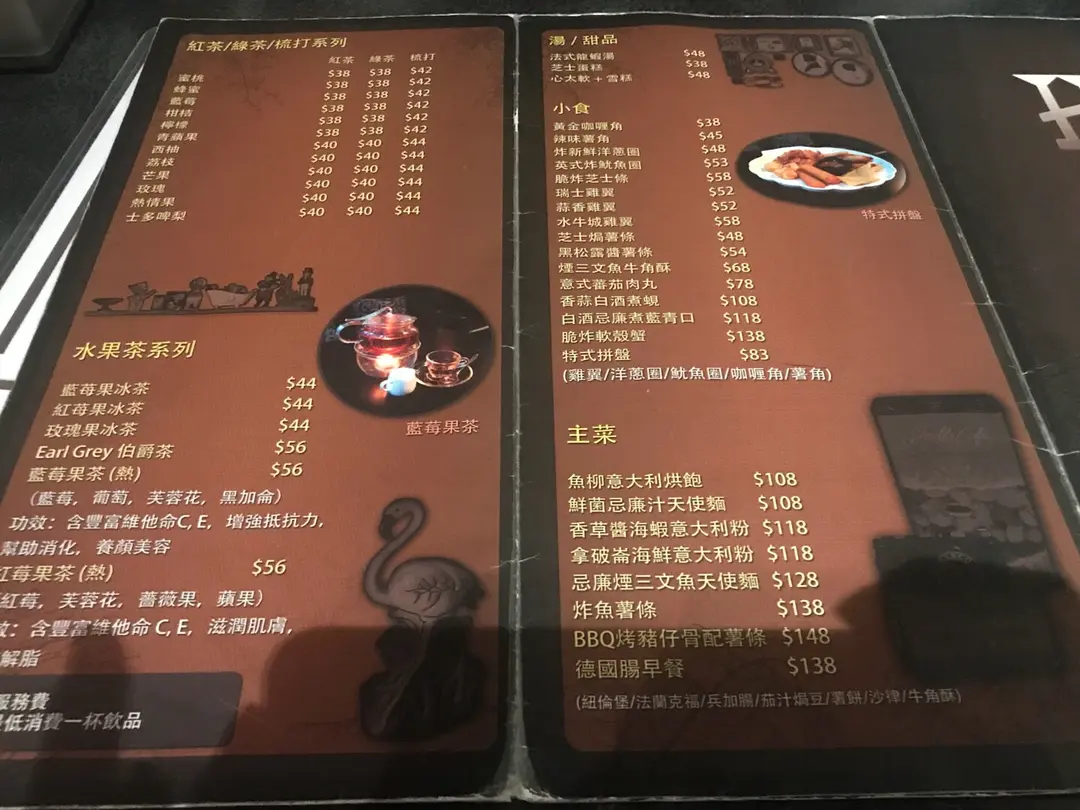 紅茶/綠茶/梳打系列
紅茶 綠茶 梳打
蜜桃 $38 $38 $42
蜂蜜 $38 $38 $42
藍莓 $38 $38 $42
柑桔 $38 $38 $42
檸檬 $38 $38 $42
青蘋果 $38 $38 $42
西柚 $40 $40 $44
荔枝 $40 $40 $44
芒果 $40 $40 $44
玫瑰 $40 $40 $44
熱情果 $40 $40 $44
士多啤梨 $40 $40 $44
水果茶系列
藍莓果冰茶 $44
紅莓果冰茶 $44
玫瑰果冰茶 $44
Earl Grey 伯爵茶 $56
藍莓果茶 (熱) $56
（藍莓，葡萄，芙蓉花，黑加侖）
功效：含豐富維他命C, E，增強抵抗力，
幫助消化，養顏美容
紅莓果茶 (熱) $56
紅莓，芙蓉花，薔薇果，蘋果）
效：含豐富維他命 C, E，滋潤肌膚，
解脂
服務費
最低消費一杯飲品
藍莓果茶
湯 / 甜品
法式龍蝦湯 $48
芝士蛋糕 $38
心太軟 + 雪糕 $48
小食
黃金咖喱角 $38
辣味薯角 $45
炸新鮮洋蔥圈 $48
英式炸魷魚圈 $53
脆炸芝士條 $58
瑞士雞翼 $52
蒜香雞翼 $52
水牛城雞翼 $58
芝士焗薯條 $48
黑松露醬薯條 $54
煙三文魚牛角酥 $68
意式蕃茄肉丸 $78
香蒜白酒煮蜆 $108
白酒忌廉煮藍青口 $118
脆炸軟殼蟹 $138
特式拼盤 $83
(雞翼/洋蔥圈/魷魚圈/咖喱角/薯角)
特式拼盤
主菜
魚柳意大利烘飽 $108
鮮菌忌廉汁天使麵 $108
香草醬海蝦意大利粉 $118
拿破崙海鮮意大利粉 $118
忌廉煙三文魚天使麵 $128
炸魚薯條 $138
BBQ烤豬仔骨配薯條 $148
德國腸早餐 $138
(紐倫堡/法蘭克福/兵加腸/茄汁焗豆/薯餅/沙律/牛角酥)